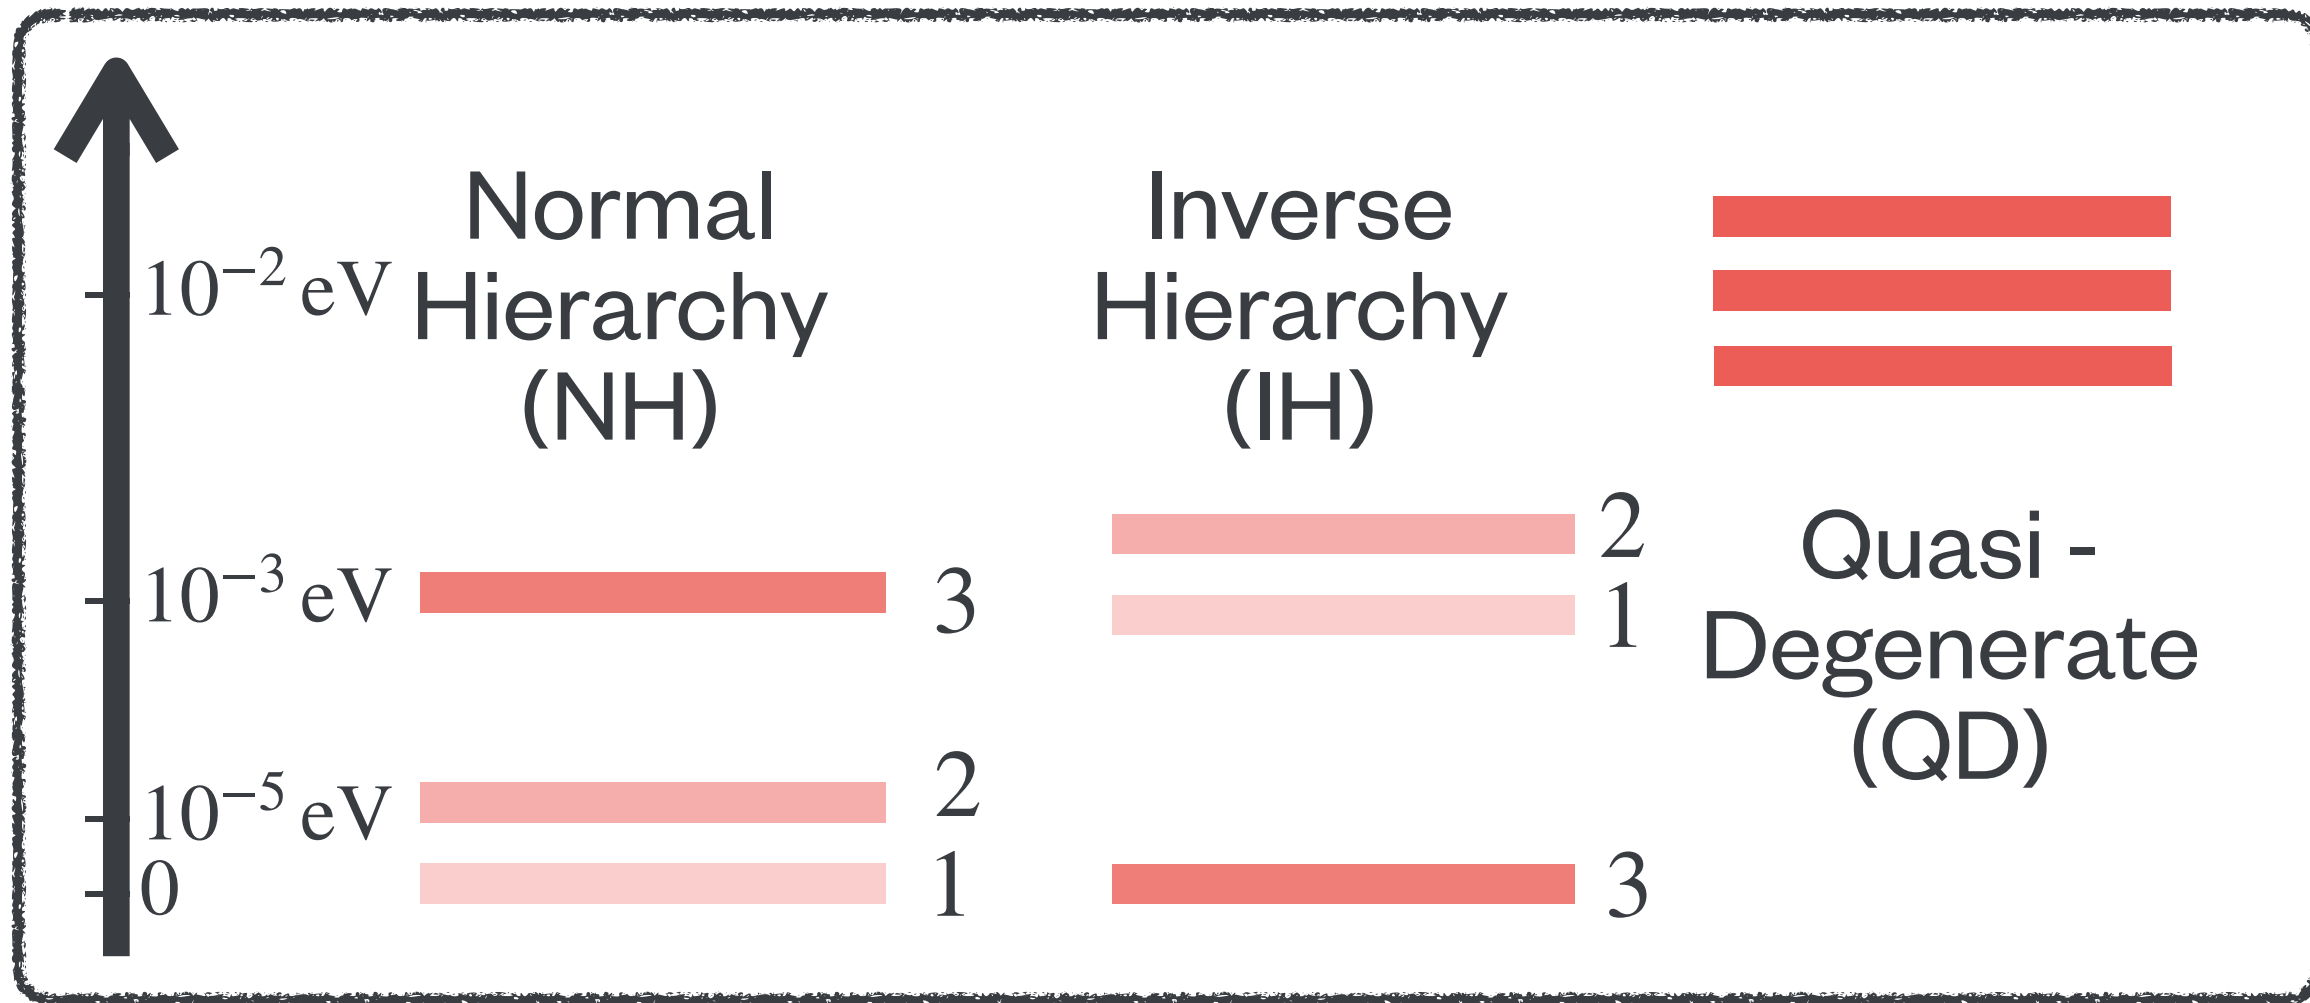 10⁻² eV
10⁻³ eV
10⁻⁵ eV
0
Normal
Hierarchy
(NH)
3
2
1
Inverse
Hierarchy
(IH)
2
1
3
Quasi -
Degenerate
(QD)